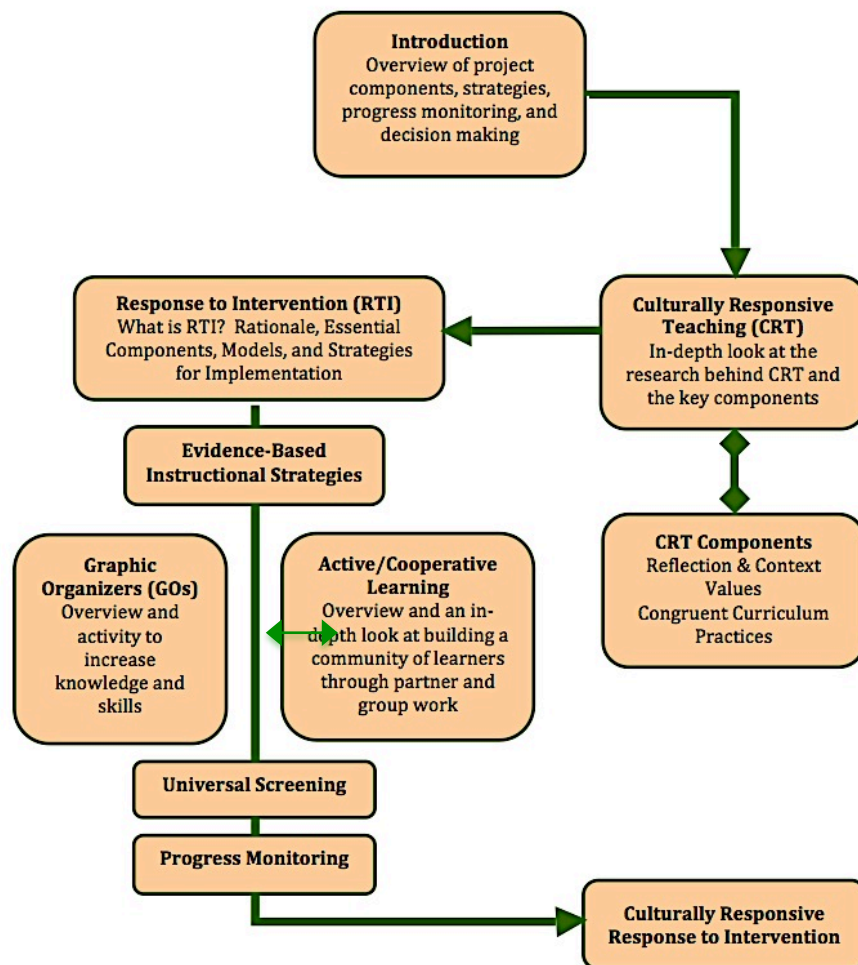 Introduction
Overview of project
components, strategies,
progress monitoring, and
decision making
Response to Intervention (RTI)
What is RTI?  Rationale, Essential
Components, Models, and Strategies
for Implementation
Culturally Responsive
Teaching (CRT)
In-depth look at the
research behind CRT and
the key components
Evidence-Based
Instructional Strategies
CRT Components
Reflection & Context
Values
Congruent Curriculum
Practices
Graphic
Organizers (GOs)
Overview and
activity to
increase
knowledge and
skills
Active/Cooperative
Learning
Overview and an in-
depth look at building a
community of learners
through partner and
group work
Universal Screening
Progress Monitoring
Culturally Responsive
Response to Intervention